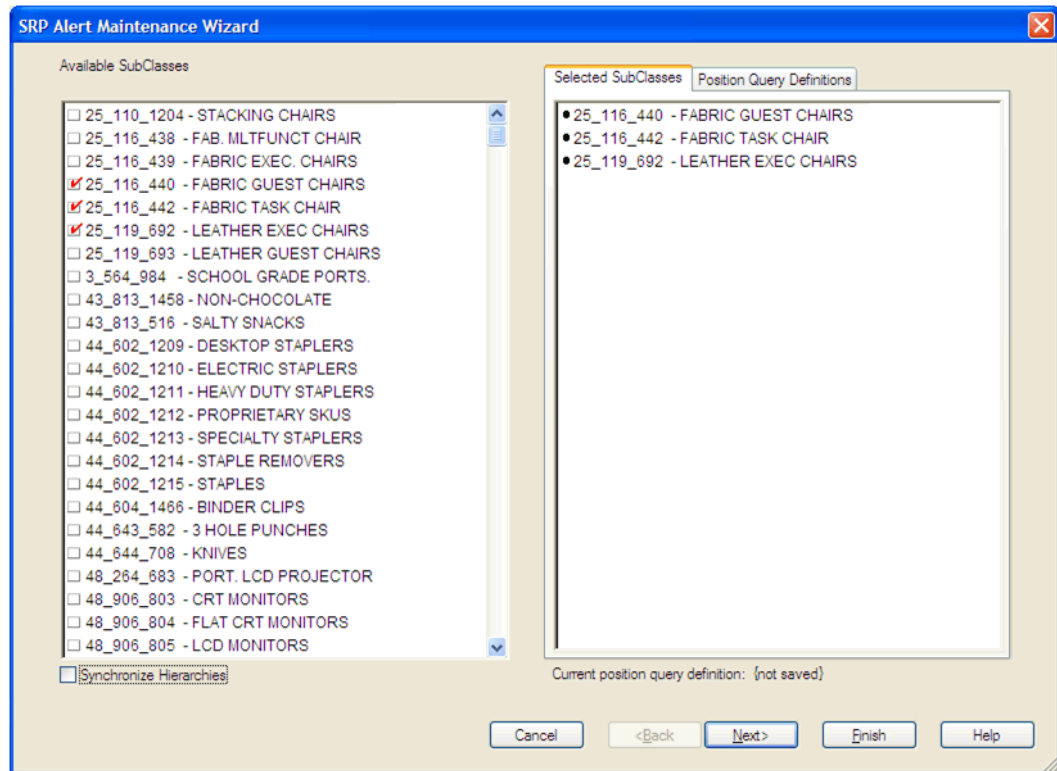 SRP Alert Maintenance Wizard
Available SubClasses
25_110_1204 - STACKING CHAIRS
25_116_438 - FAB. MLTFUNCT CHAIR
25_116_439 - FABRIC EXEC. CHAIRS
25_116_440 - FABRIC GUEST CHAIRS
25_116_442 - FABRIC TASK CHAIR
25_119_692 - LEATHER EXEC CHAIRS
25_119_693 - LEATHER GUEST CHAIRS
3_564_984 - SCHOOL GRADE PORTS.
43_813_1458 - NON-CHOCOLATE
43_813_516 - SALTY SNACKS
44_602_1209 - DESKTOP STAPLERS
44_602_1210 - ELECTRIC STAPLERS
44_602_1211 - HEAVY DUTY STAPLERS
44_602_1212 - PROPRIETARY SKUS
44_602_1213 - SPECIALTY STAPLERS
44_602_1214 - STAPLE REMOVERS
44_602_1215 - STAPLES
44_604_1466 - BINDER CLIPS
44_643_582 - 3 HOLE PUNCHES
44_644_708 - KNIVES
48_264_683 - PORT. LCD PROJECTOR
48_906_803 - CRT MONITORS
48_906_804 - FLAT CRT MONITORS
48_906_805 - LCD MONITORS
Synchronize Hierarchies
Selected SubClasses Position Query Definitions
25_116_440 - FABRIC GUEST CHAIRS
25_116_442 - FABRIC TASK CHAIR
25_119_692 - LEATHER EXEC CHAIRS
Current position query definition: {not saved}
Cancel <Back Next> Finish Help